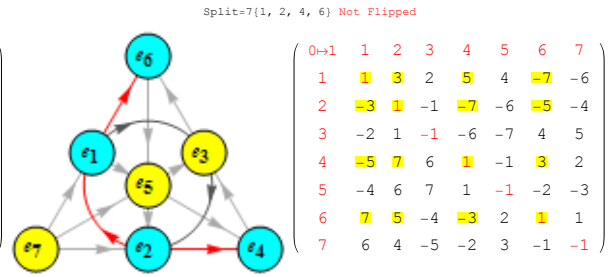 Split=7{1, 2, 4, 6} Not Flipped
e6
e1
e3
e5
e7
e2
e4
0↦1 1 2 3 4 5 6 7
1 1 3 2 5 4 −7 −6
2 −3 1 −1 −7 −6 −5 −4
3 −2 1 −1 −6 −7 4 5
4 −5 7 6 1 −1 3 2
5 −4 6 7 1 −1 −2 −3
6 7 5 −4 −3 2 1 1
7 6 4 −5 −2 3 −1 −1